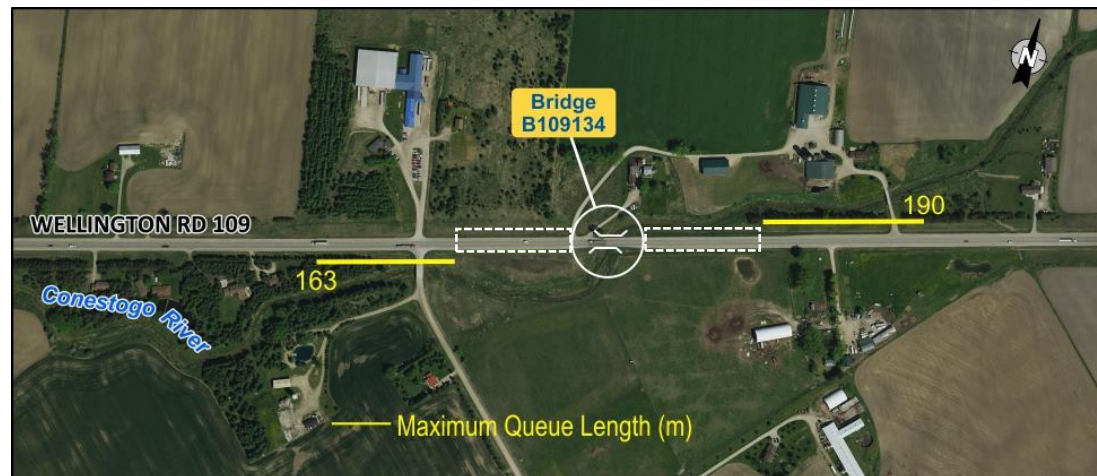 Bridge
B109134
N
WELLINGTON RD 109
190
163
Conestogo River
Maximum Queue Length (m)